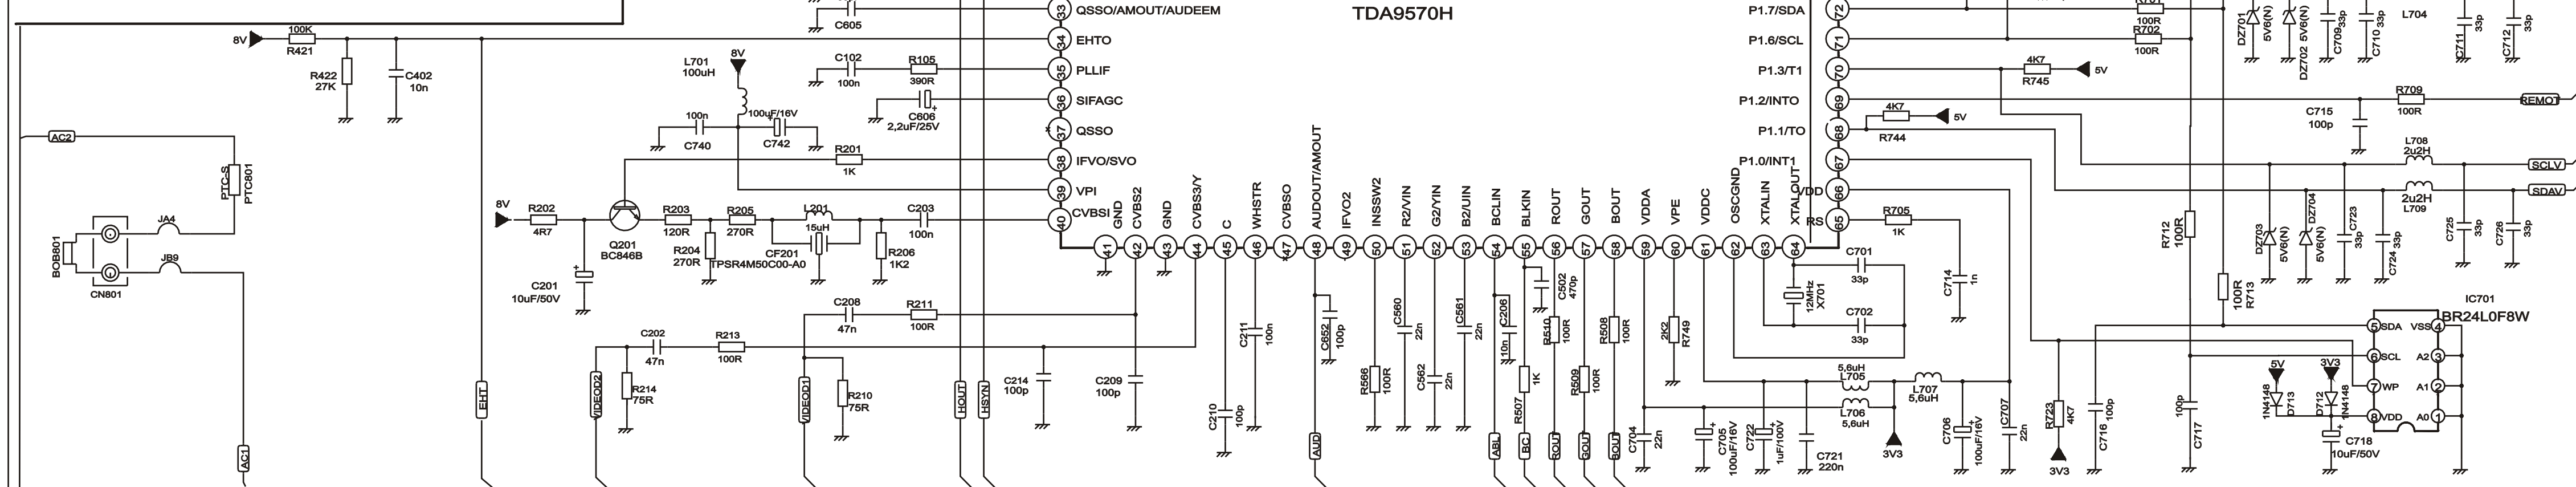 TDA9570H
33 QSSO/AMOUT/AUDEEM
34 EHTO
35 PLLIF
36 SIFAGC
37 QSSO
38 IFVO/SVO
39 VPI
40 CVBSI
41 GND
42 CVBS2
43 GND
44 CVBS3/Y
45 C
46 WHSTR
47 CVBSO
48 AUDOUT/AMOUT
49 IFVO2
50 INSSW2
51 R2/VIN
52 G2/YIN
53 B2/UIN
54 BCLIN
55 BLKIN
56 ROUT
57 GOUT
58 BOUT
59 VDDA
60 VPE
61 VDDC
62 OSCGND
63 XTALIN
64 XTALOUT
65 RS
66 VDD
67 P1.0/INT1
68 P1.1/TO
69 P1.2/INTO
70 P1.3/T1
71 P1.6/SCL
72 P1.7/SDA
C605
8V
100K
R421
R422
27K
C402
10n
L701
100uH
8V
C102
100n
R105
390R
C606
2,2uF/25V
100n
C740
100uF/16V
C742
R201
1K
AC2
PTC-S
PTC801
JA4
JB9
BOB801
CN801
AC1
8V
R202
4R7
Q201
BC846B
C201
10uF/50V
R203
120R
R204
270R
R205
270R
L201
15uH
CF201
TPSR4M50C00-A0
R206
1K2
C203
100n
C208
47n
R211
100R
C202
47n
R213
100R
R214
75R
R210
75R
EHT
VIDEOD2
VIDEOD1
HOUT
HSYN
C214
100p
C209
100p
C210
100p
C211
100n
C652
100p
AUD
R566
100R
C560
22n
C562
22n
C561
22n
C206
10n
ABL
R507
1K
BC
C502
470p
R510
100R
ROUT
R509
100R
GOUT
R508
100R
BOUT
C704
22n
2K2
R749
C705
100uF/16V
C722
1uF/100V
C721
220n
12MHz
X701
C701
33p
C702
33p
5,6uH
L705
L706
5,6uH
L707
5,6uH
3V3
C706
100uF/16V
C707
22n
R705
1K
C714
1n
R701
100R
R702
100R
4K7
R745
5V
4K7
R744
5V
R712
100R
100R
R713
R723
4K7
3V3
C716
100p
100p
C717
DZ701
5V6(N)
DZ702
5V6(N)
C709
33p
C710
33p
L704
C711
33p
C712
33p
C715
100p
R709
100R
REMOT
L708
2u2H
SCLV
2u2H
L709
SDAV
DZ703
5V6(N)
DZ704
5V6(N)
C723
33p
C724
33p
C725
33p
C726
33p
IC701
BR24L0F8W
5 SDA VSS 4
6 SCL A2 3
7 WP A1 2
8 VDD A0 1
5V
1N4148
D713
3V3
D712
1N4148
C718
10uF/50V